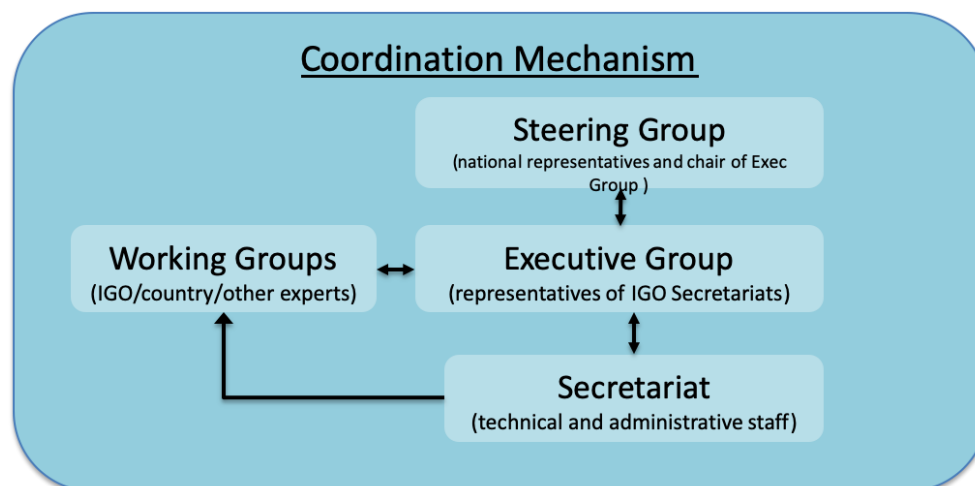 Coordination Mechanism
Steering Group
(national representatives and chair of Exec
Group )
Working Groups
(IGO/country/other experts)
Executive Group
(representatives of IGO Secretariats)
Secretariat
(technical and administrative staff)